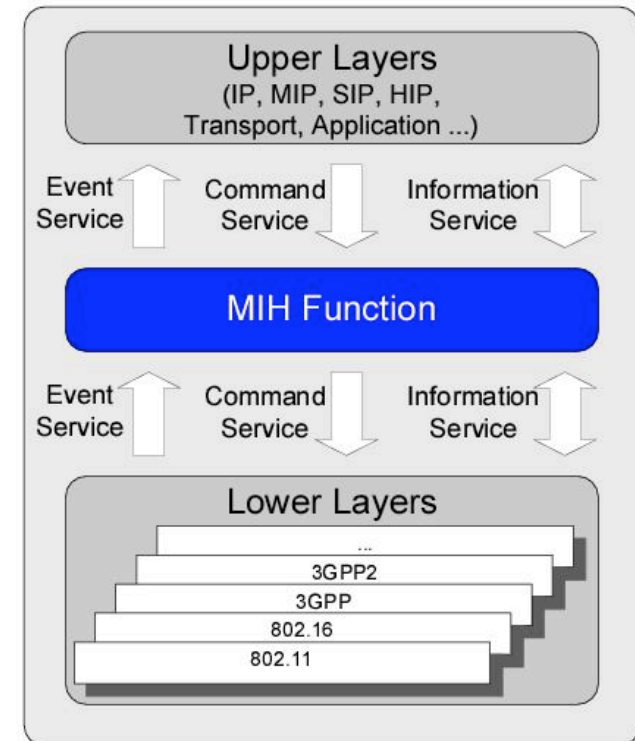 Upper Layers
(IP, MIP, SIP, HIP,
Transport, Application ...)
Event
Service
Command
Service
Information
Service
MIH Function
Event
Service
Command
Service
Information
Service
Lower Layers
...
3GPP2
3GPP
802.16
802.11